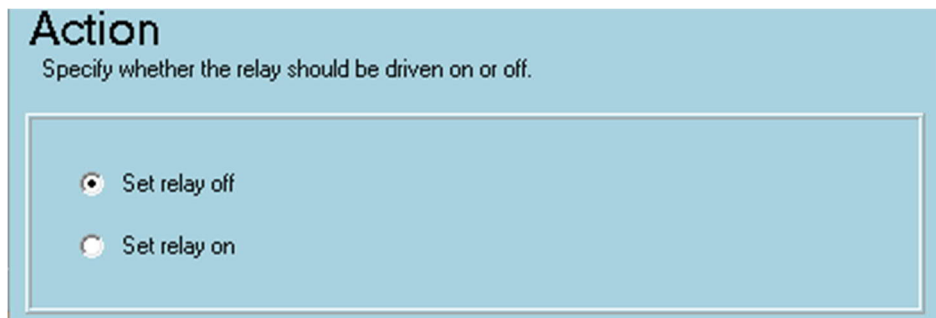 Action
Specify whether the relay should be driven on or off.
Set relay off
Set relay on